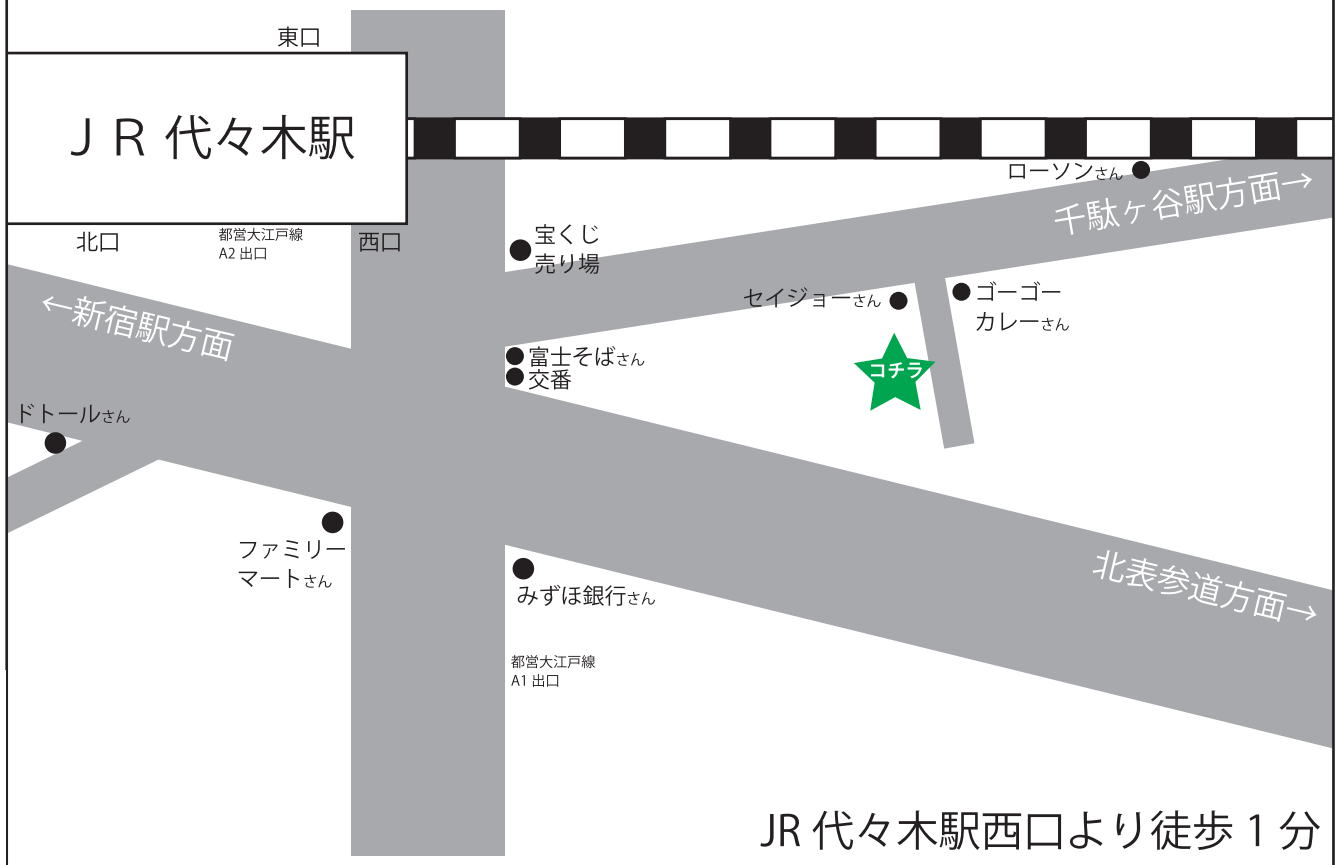 東口
ＪＲ代々木駅
ローソンさん
千駄ヶ谷駅方面→
北口
都営大江戸線
A2 出口
西口
宝くじ
売り場
セイジョーさん
ゴーゴー
カレーさん
←新宿駅方面
富士そばさん
交番
コチラ
ドトールさん
ファミリー
マートさん
みずほ銀行さん
北表参道方面→
都営大江戸線
A1 出口
JR 代々木駅西口より徒歩 1 分